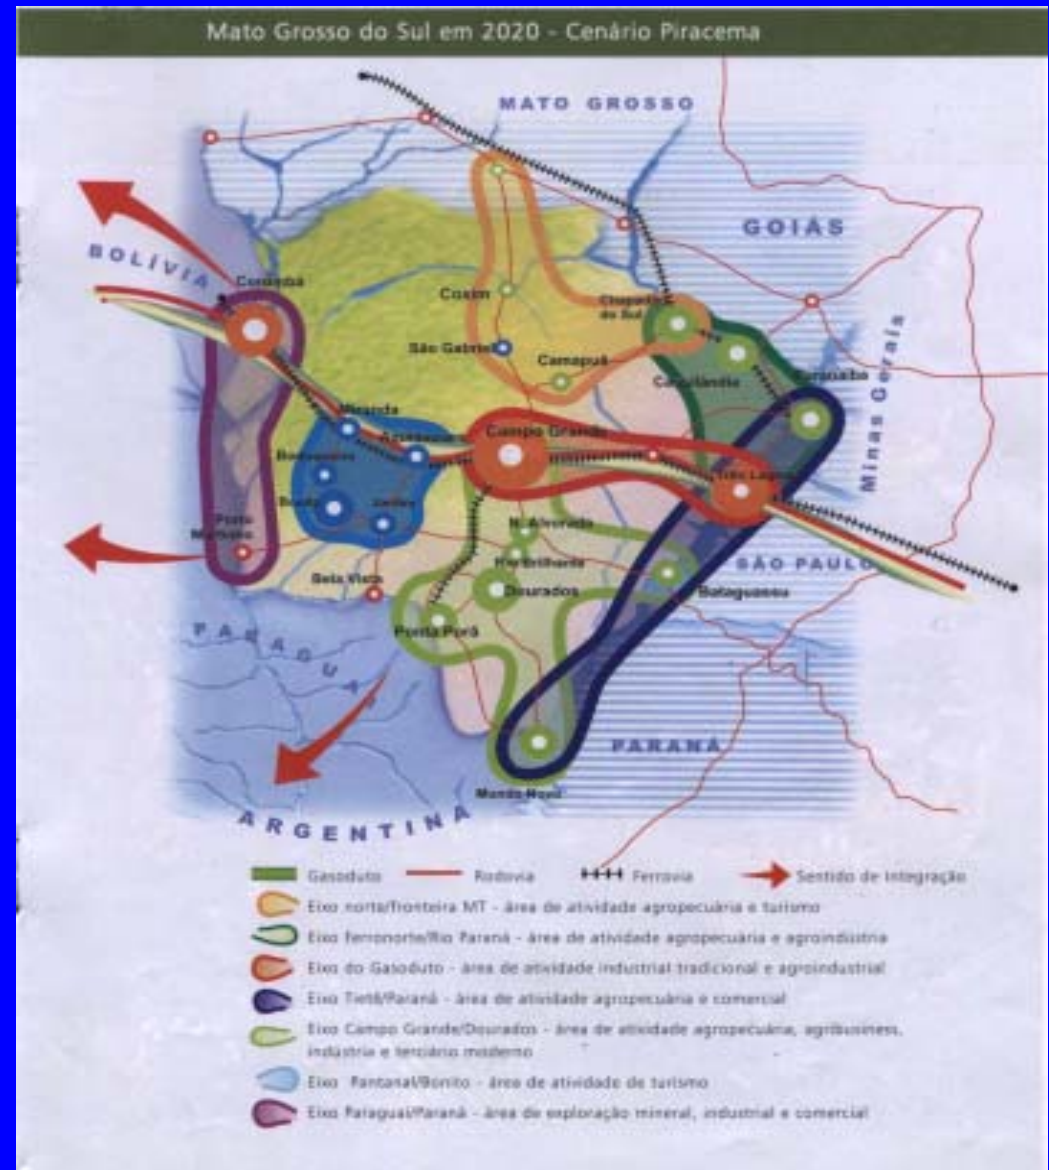 Mato Grosso do Sul em 2020 - Cenário Piracema
MATO GROSSO
GOIÁS
BOLÍVIA
Corumbá
Coxim
Chapadão do Sul
São Gabriel
Camapuã
Minas Gerais
Miranda
Campo Grande
Três Lagoas
Bodoquena
Bonito
Jardim
Porto Murtinho
N. Alvorada
Rio Brilhante
SÃO PAULO
Bela Vista
Dourados
Bataguassu
Ponta Porã
PARAGUAI
PARANÁ
Mundo Novo
ARGENTINA
Gasoduto Rodovia Ferrovia Sentido de integração
Eixo norte/fronteira MT - área de atividade agropecuária e turismo
Eixo Ferronorte/Rio Paraná - área de atividade agropecuária e agroindústria
Eixo do Gasoduto - área de atividade industrial tradicional e agroindustrial
Eixo Tietê/Paraná - área de atividade agropecuária e comercial
Eixo Campo Grande/Dourados - área de atividade agropecuária, agribusiness,
indústria e terciário moderno
Eixo Pantanal/Bonito - área de atividade de turismo
Eixo Paraguai/Paraná - área de exploração mineral, industrial e comercial